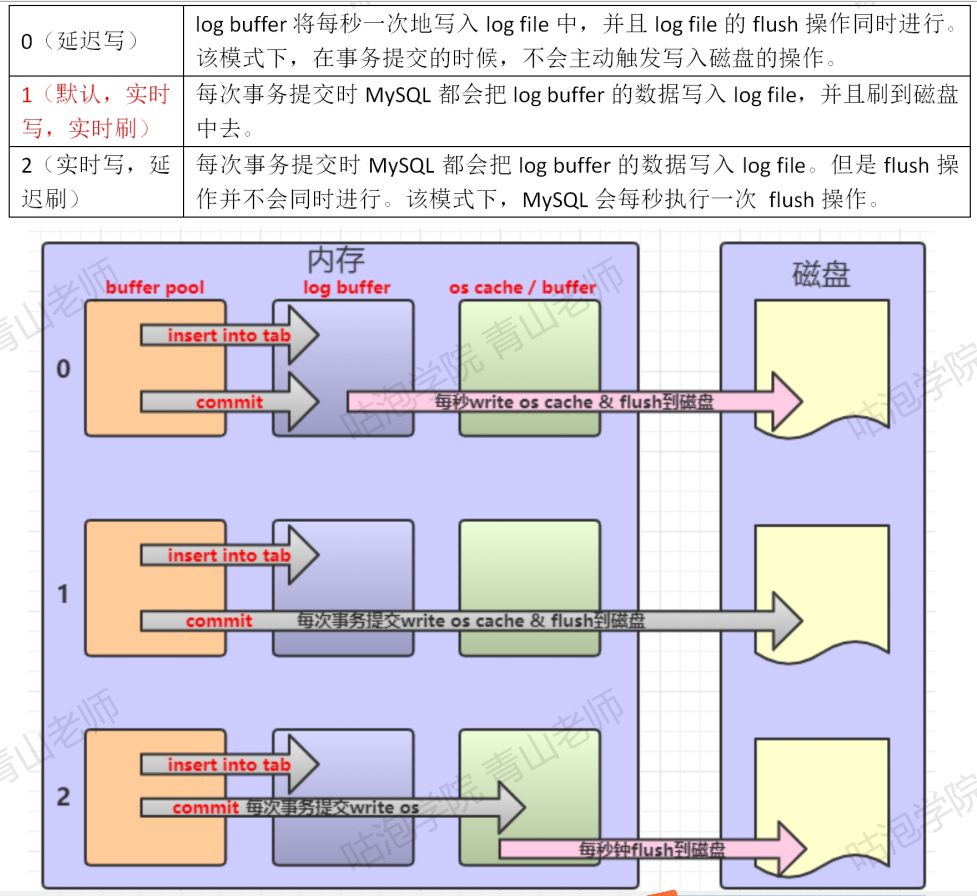 0（延迟写）
log buffer 将每秒一次地写入 log file 中，并且 log file 的 flush 操作同时进行。
该模式下，在事务提交的时候，不会主动触发写入磁盘的操作。
1（默认，实时
写，实时刷）
每次事务提交时 MySQL 都会把 log buffer 的数据写入 log file，并且刷到磁盘
中去。
2（实时写，延
迟刷）
每次事务提交时 MySQL 都会把 log buffer 的数据写入 log file。但是 flush 操
作并不会同时进行。该模式下，MySQL 会每秒执行一次 flush 操作。
内存
磁盘
buffer pool
log buffer
os cache / buffer
0
insert into tab
commit
每秒write os cache & flush到磁盘
1
insert into tab
commit
每次事务提交write os cache & flush到磁盘
2
insert into tab
commit 每次事务提交write os
每秒钟flush到磁盘
青山老师
咕泡学院 青山老师
咕泡学院
青山老师
咕泡学院 青山老师
咕泡学院